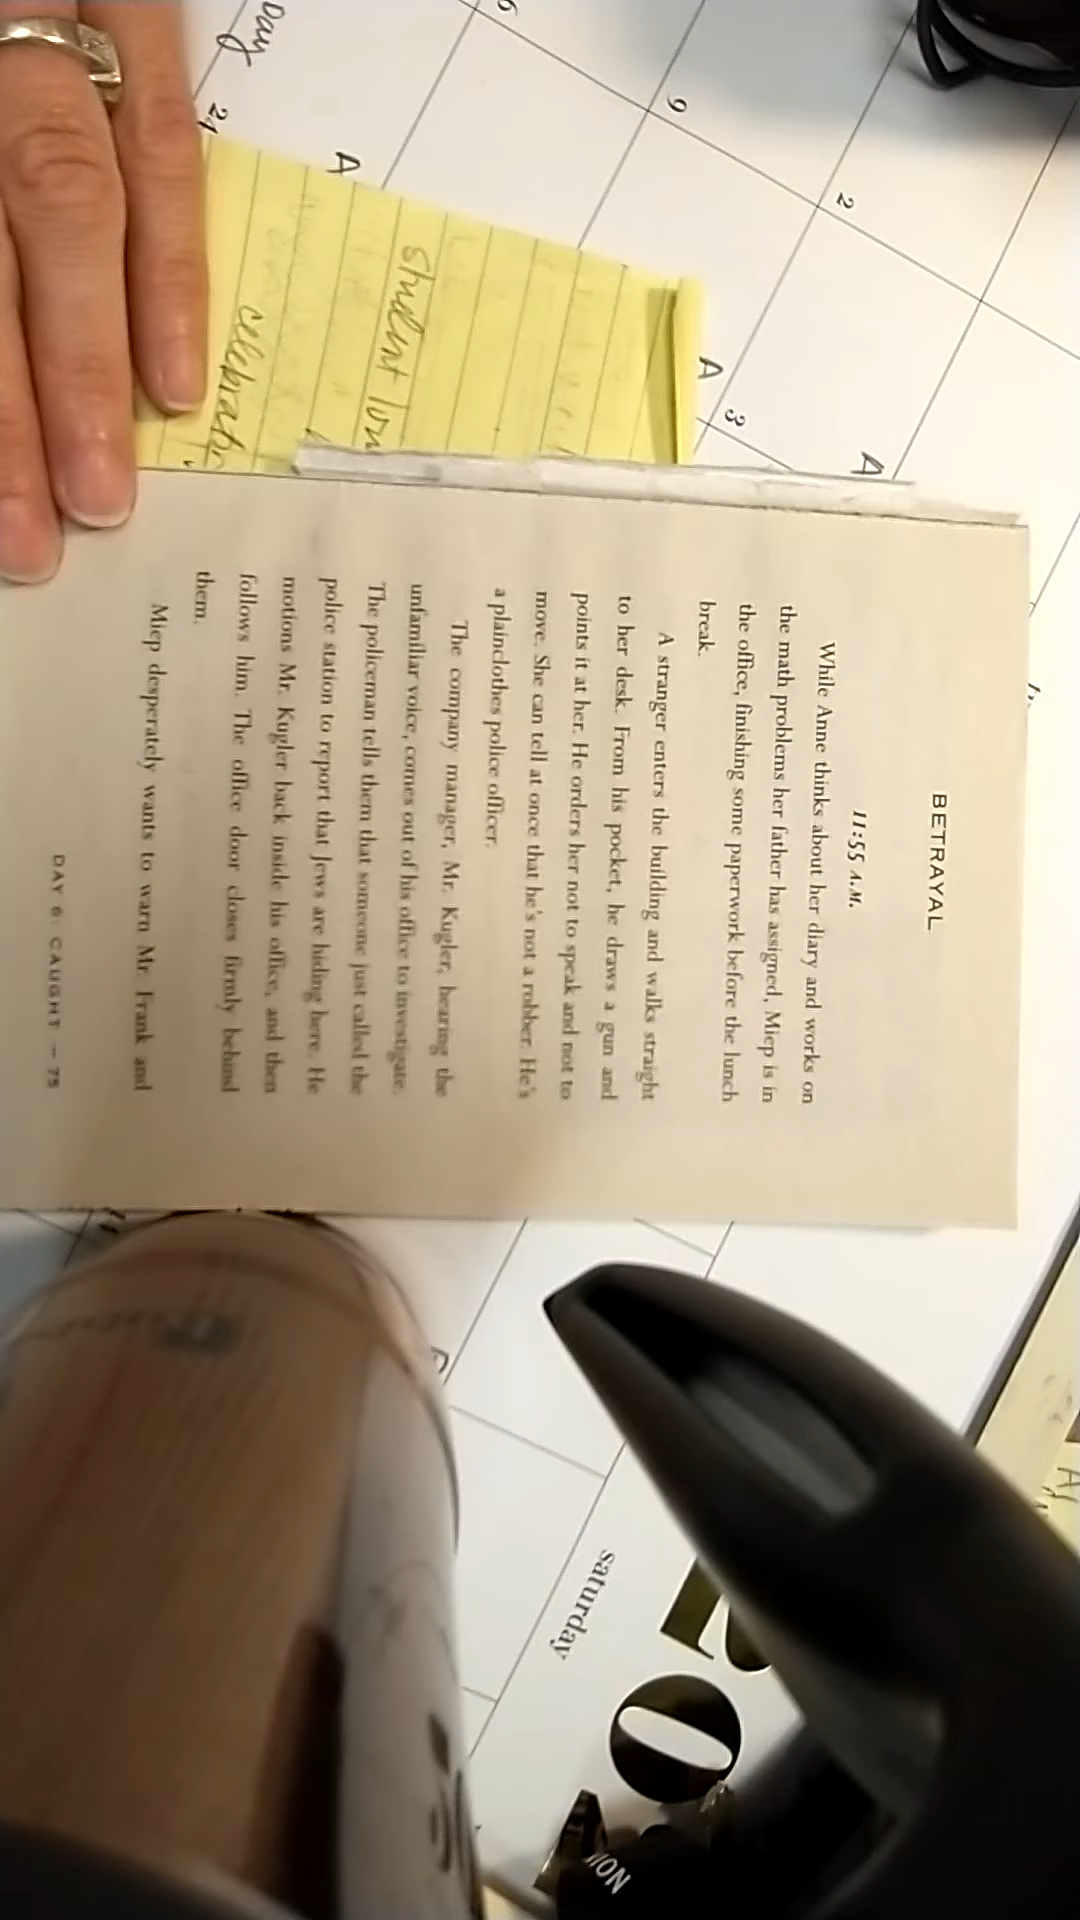 BETRAYAL
11:55 A.M.
While Anne thinks about her diary and works on
the math problems her father has assigned, Miep is in
the office, finishing some paperwork before the lunch
break.
A stranger enters the building and walks straight
to her desk. From his pocket, he draws a gun and
points it at her. He orders her not to speak and not to
move. She can tell at once that he's not a robber. He's
a plainclothes police officer.
The company manager, Mr. Kugler, hearing the
unfamiliar voice, comes out of his office to investigate.
The policeman tells them that someone just called the
police station to report that Jews are hiding here. He
motions Mr. Kugler back inside his office, and then
follows him. The office door closes firmly behind
them.
Miep desperately wants to warn Mr. Frank and
DAY 6: CAUGHT – 75
student
Day
24
A
6
9
2
A
3
A
saturday
NOW